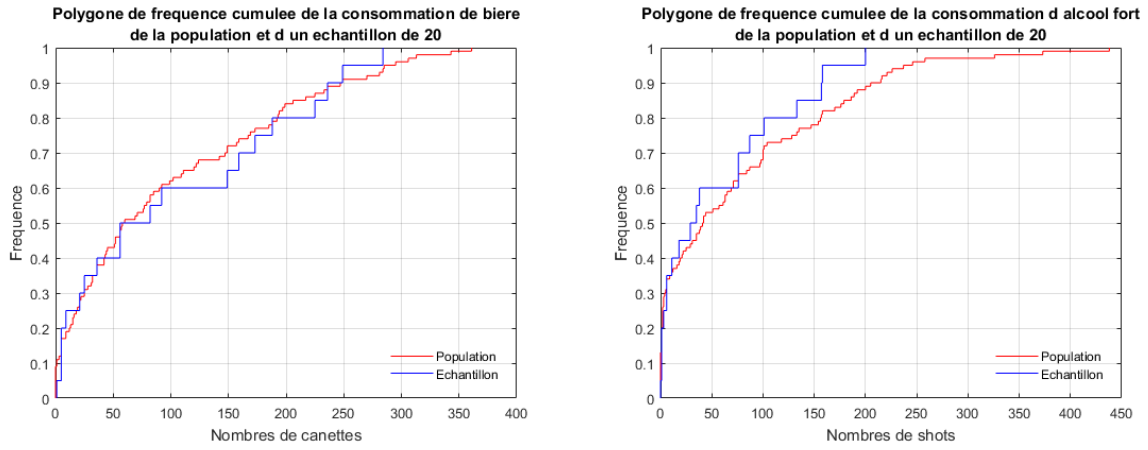 Polygone de frequence cumulee de la consommation de biere
de la population et d un echantillon de 20
1
0.9
0.8
0.7
0.6
0.5
0.4
0.3
0.2
0.1
0
Frequence
0 50 100 150 200 250 300 350 400
Nombres de canettes
Population
Echantillon
Polygone de frequence cumulee de la consommation d alcool fort
de la population et d un echantillon de 20
1
0.9
0.8
0.7
0.6
0.5
0.4
0.3
0.2
0.1
0
Frequence
0 50 100 150 200 250 300 350 400 450
Nombres de shots
Population
Echantillon